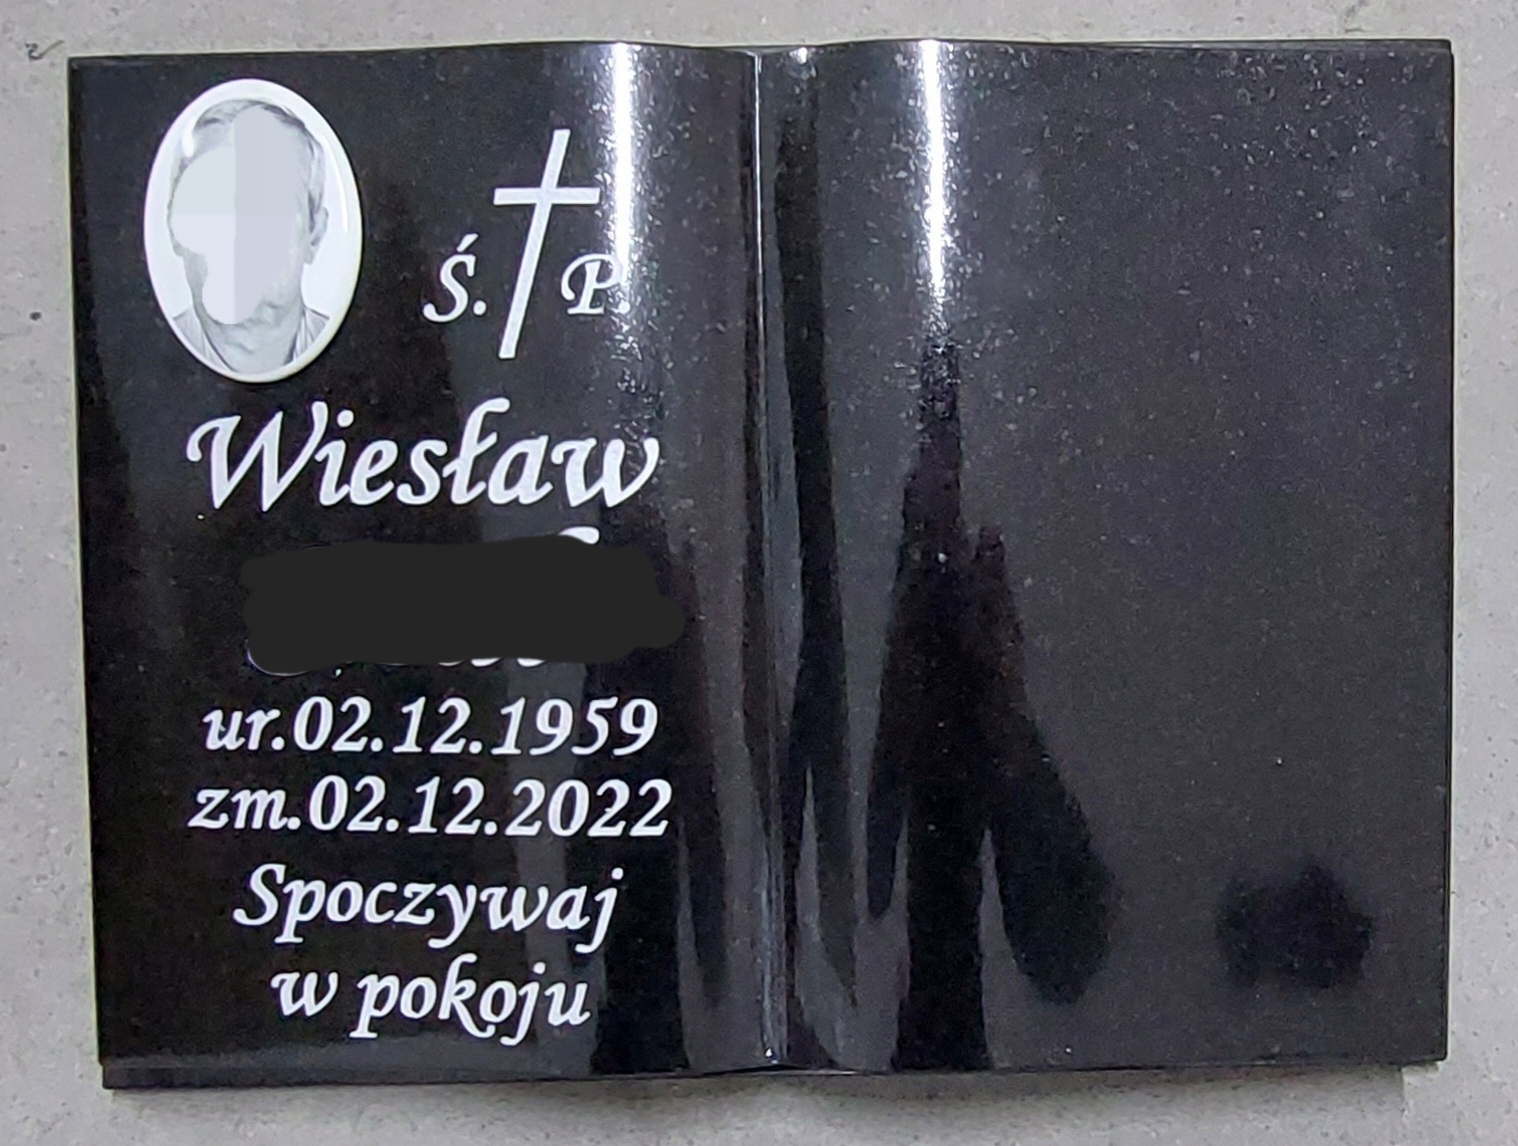 Ś. P.
Wiesław
ur.02.12.1959
zm.02.12.2022
Spoczywaj
w pokoju